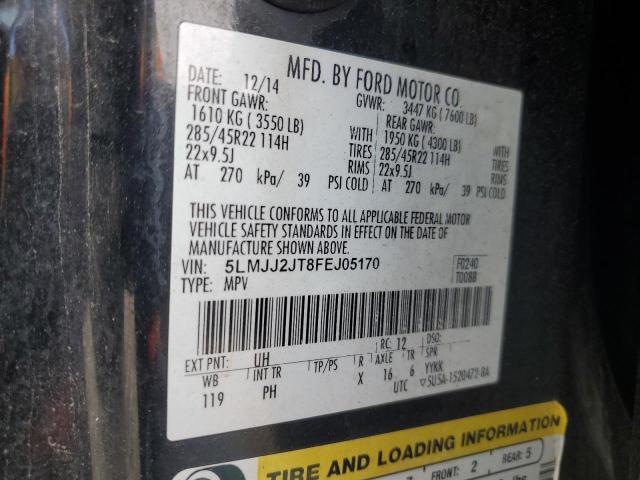 MFD. BY FORD MOTOR CO.
DATE: 12/14 GVWR: 3447 KG (7600 LB)
FRONT GAWR: REAR GAWR:
1610 KG (3550 LB) WITH 1950 KG (4300 LB) WITH
285/45R22 114H TIRES 285/45R22 114H TIRES
22x9.5J RIMS 22x9.5J RIMS
AT 270 kPa/ 39 PSI COLD AT 270 kPa/ 39 PSI COLD
THIS VEHICLE CONFORMS TO ALL APPLICABLE FEDERAL MOTOR
VEHICLE SAFETY STANDARDS IN EFFECT ON THE DATE OF
MANUFACTURE SHOWN ABOVE.
VIN: 5LMJJ2JT8FEJ05170 F0240
TYPE: MPV T0088
EXT PNT: UH RC: 12 DSO:
WB INT TR TP/PS R AXLE TR SPR
119 PH X 16 6 YYKK
UTC 5U5A-1520472-BA
TIRE AND LOADING INFORMATION
FRONT: 2 REAR: 5